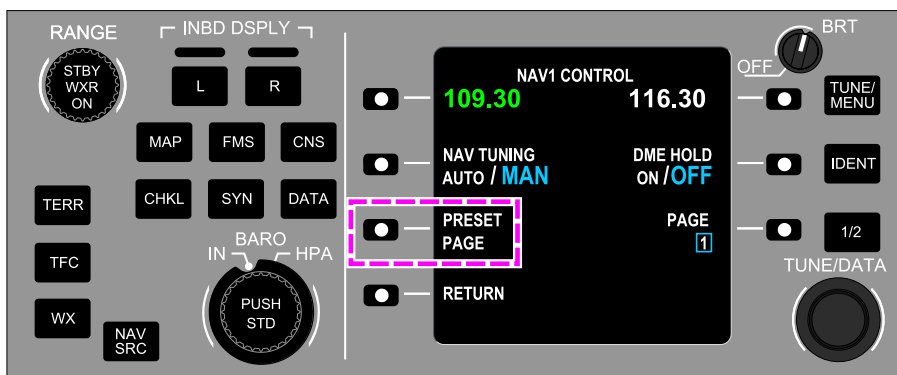 RANGE
INBD DSPLY
STBY
WXR
ON
L
R
MAP
FMS
CNS
CHKL
SYN
DATA
TERR
TFC
WX
NAV
SRC
BARO
IN
HPA
PUSH
STD
NAV1 CONTROL
109.30
116.30
NAV TUNING
AUTO / MAN
DME HOLD
ON /OFF
PRESET
PAGE
PAGE
1
RETURN
BRT
OFF
TUNE/
MENU
IDENT
1/2
TUNE/DATA